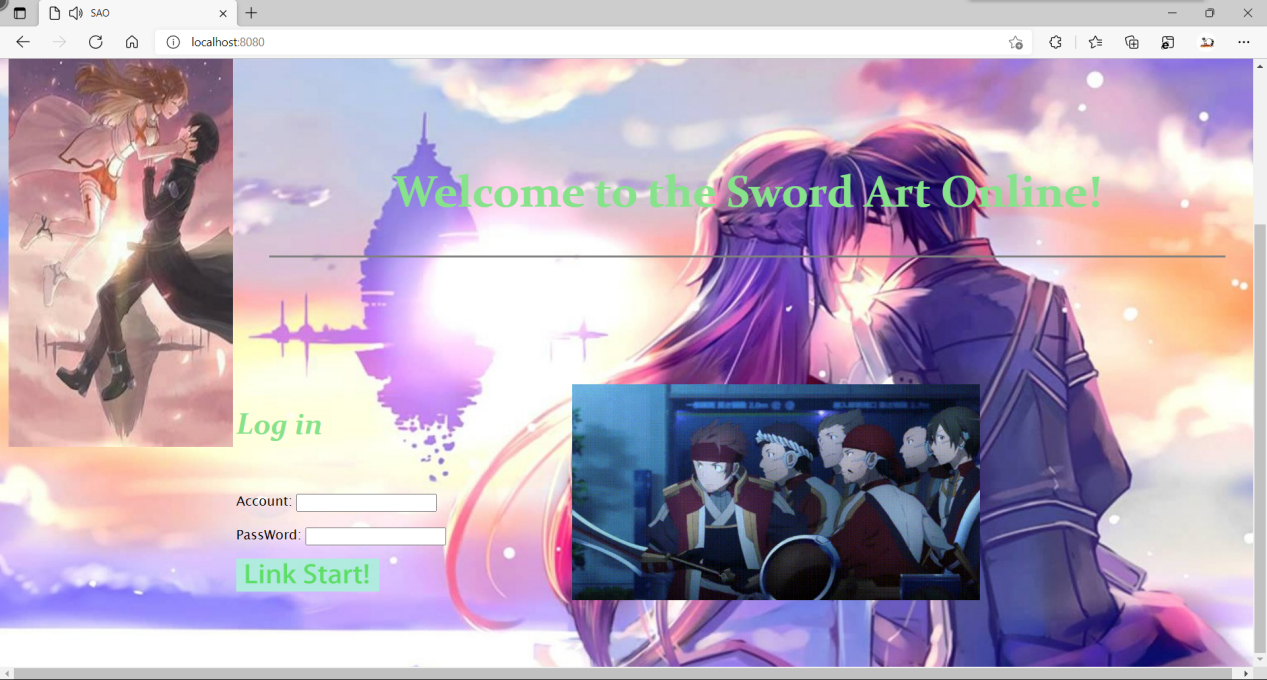 SAO
localhost:8080
Welcome to the Sword Art Online!
Log in
Account:
PassWord:
Link Start!